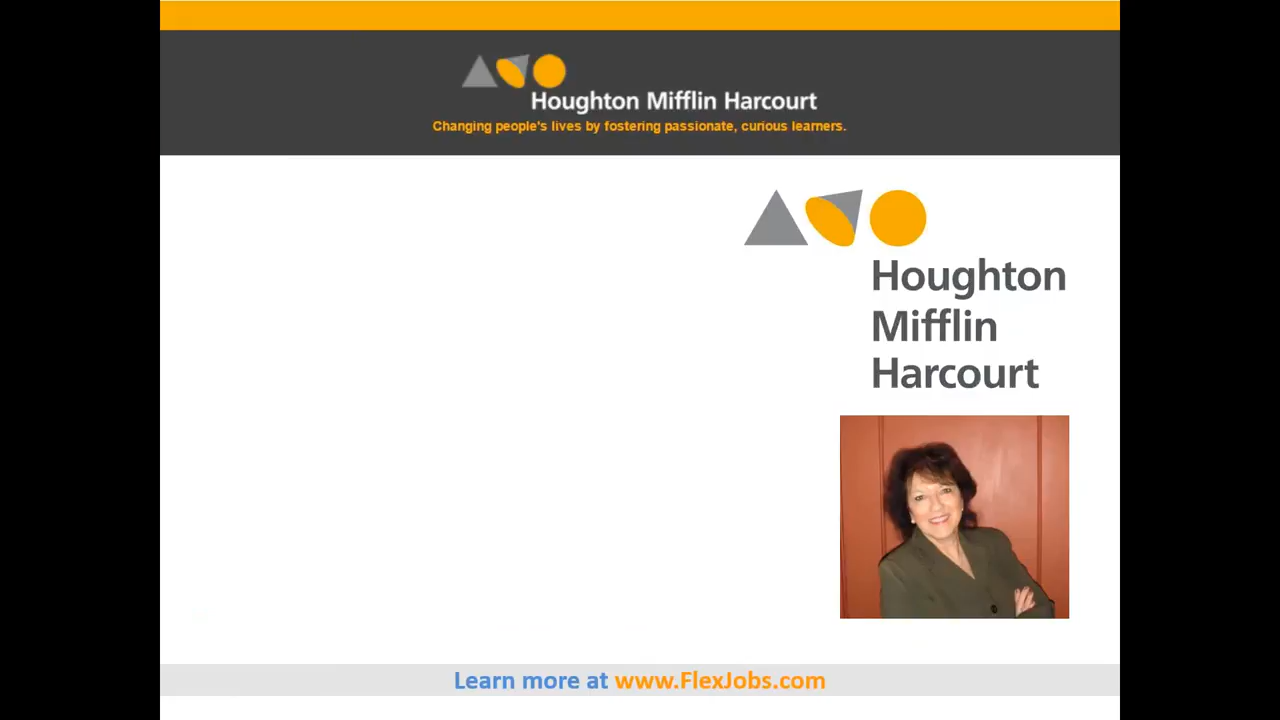 Houghton Mifflin Harcourt
Changing people's lives by fostering passionate, curious learners.
Houghton
Mifflin
Harcourt
Learn more at www.FlexJobs.com